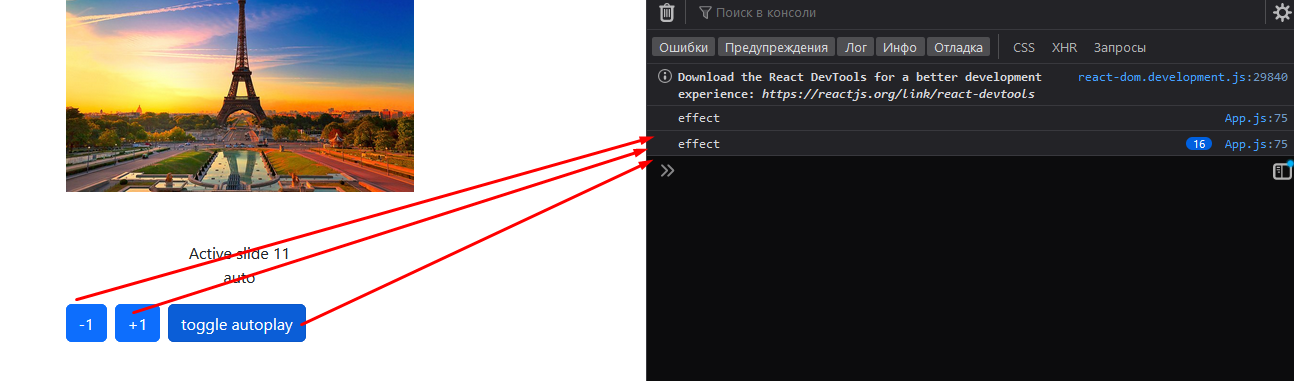 Поиск в консоли
Ошибки Предупреждения Лог Инфо Отладка CSS XHR Запросы
Download the React DevTools for a better development react-dom.development.js:29840
experience: https://reactjs.org/link/react-devtools
effect App.js:75
effect 16 App.js:75
Active slide 11
auto
-1 +1 toggle autoplay